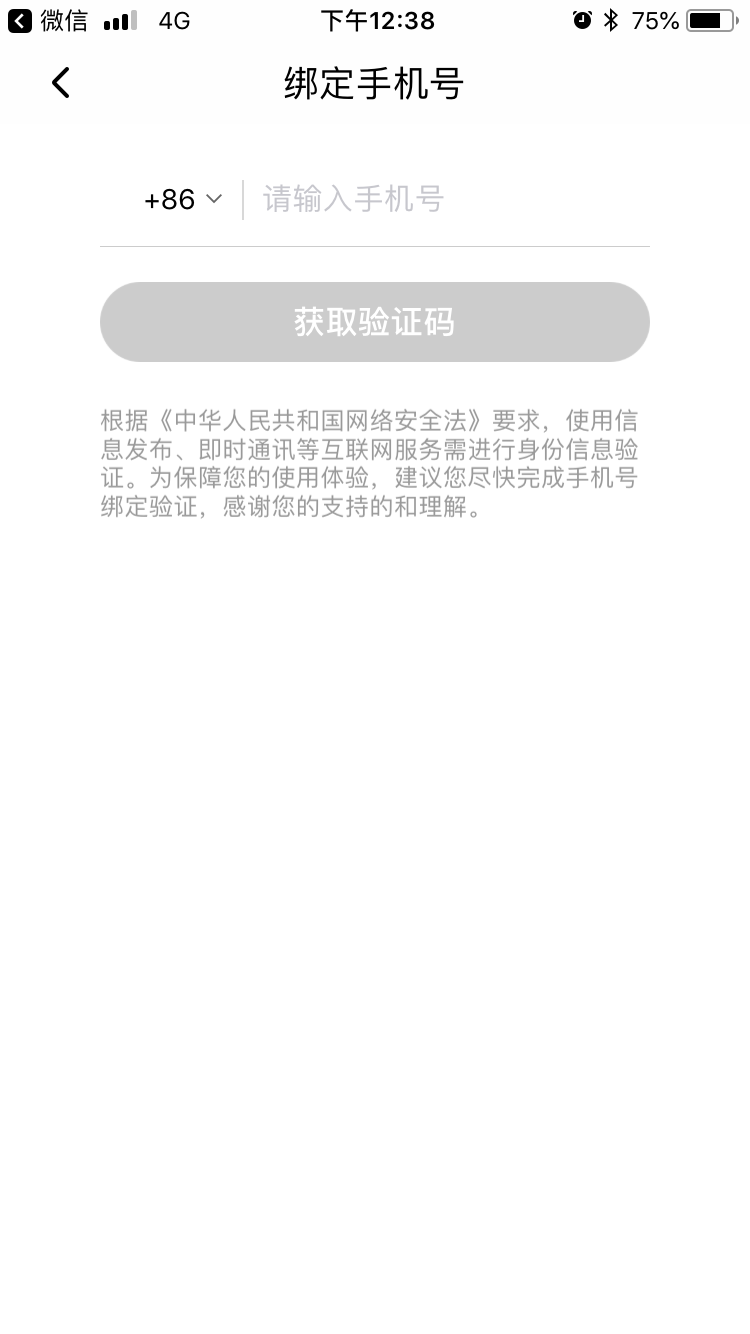 微信 4G 下午12:38 75%
绑定手机号
+86 请输入手机号
获取验证码
根据《中华人民共和国网络安全法》要求，使用信
息发布、即时通讯等互联网服务需进行身份信息验
证。为保障您的使用体验，建议您尽快完成手机号
绑定验证，感谢您的支持的和理解。